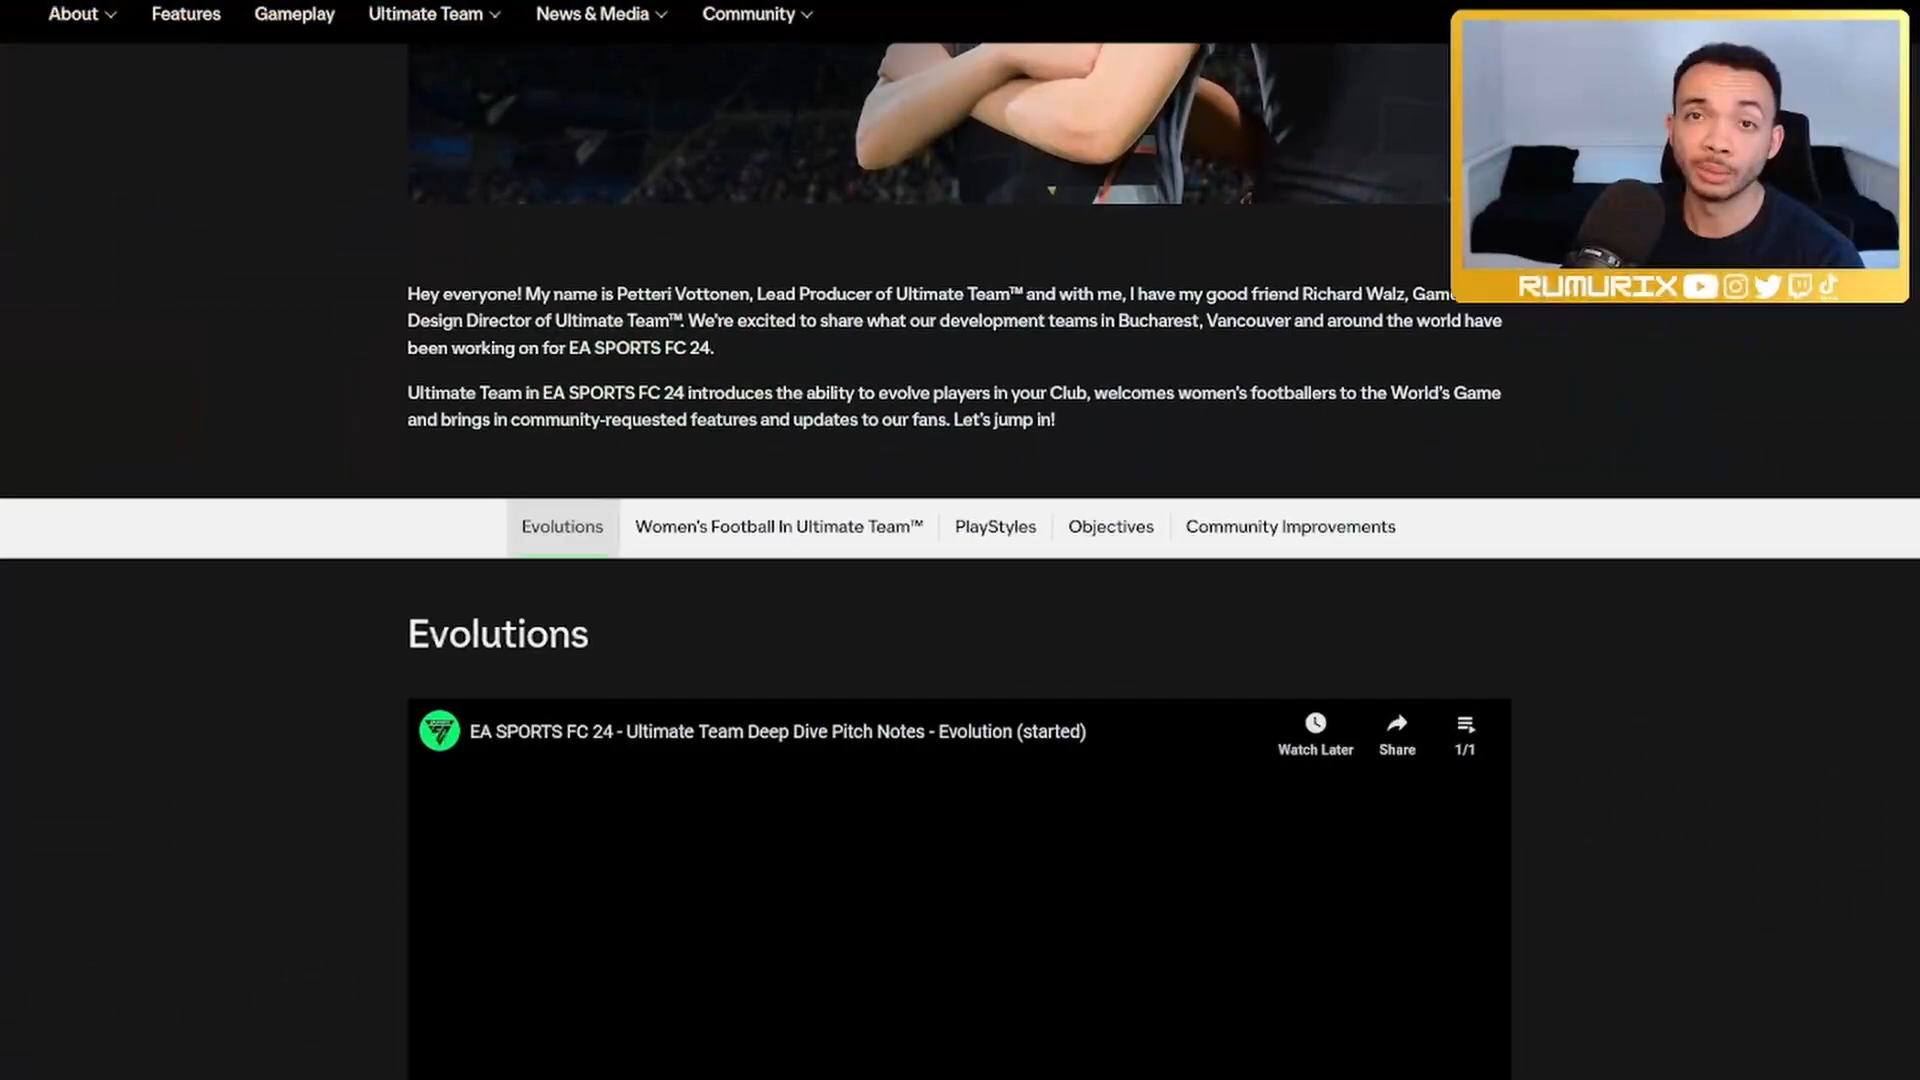 About
Features
Gameplay
Ultimate Team
News & Media
Community
RUMURIX
Hey everyone! My name is Petteri Vottonen, Lead Producer of Ultimate Team™ and with me, I have my good friend Richard Walz, Game
Design Director of Ultimate Team™. We're excited to share what our development teams in Bucharest, Vancouver and around the world have
been working on for EA SPORTS FC 24.
Ultimate Team in EA SPORTS FC 24 introduces the ability to evolve players in your Club, welcomes women's footballers to the World's Game
and brings in community-requested features and updates to our fans. Let's jump in!
Evolutions
Women's Football In Ultimate Team™
PlayStyles
Objectives
Community Improvements
Evolutions
EA SPORTS FC 24 - Ultimate Team Deep Dive Pitch Notes - Evolution (started)
Watch Later
Share
1/1